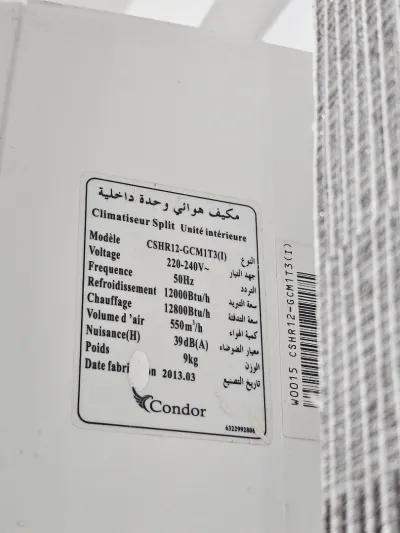 مكيف هوائي وحدة داخلية
Climatiseur Split Unité intérieure
Modèle CSHR12-GCM1T3(I) النوع
Voltage 220-240V~ جهد التيار
Frequence 50Hz التردد
Refroidissement 12000Btu/h سعة التبريد
Chauffage 12800Btu/h سعة التدفئة
Volume d'air 550m³/h كمية الهواء
Nuisance(H) 39dB(A) معيار الضوضاء
Poids 9kg الوزن
Date fabri on 2013.03 تاريخ التصنيع
Condor
6322992806
W0015 CSHR12-GCM1T3(I)